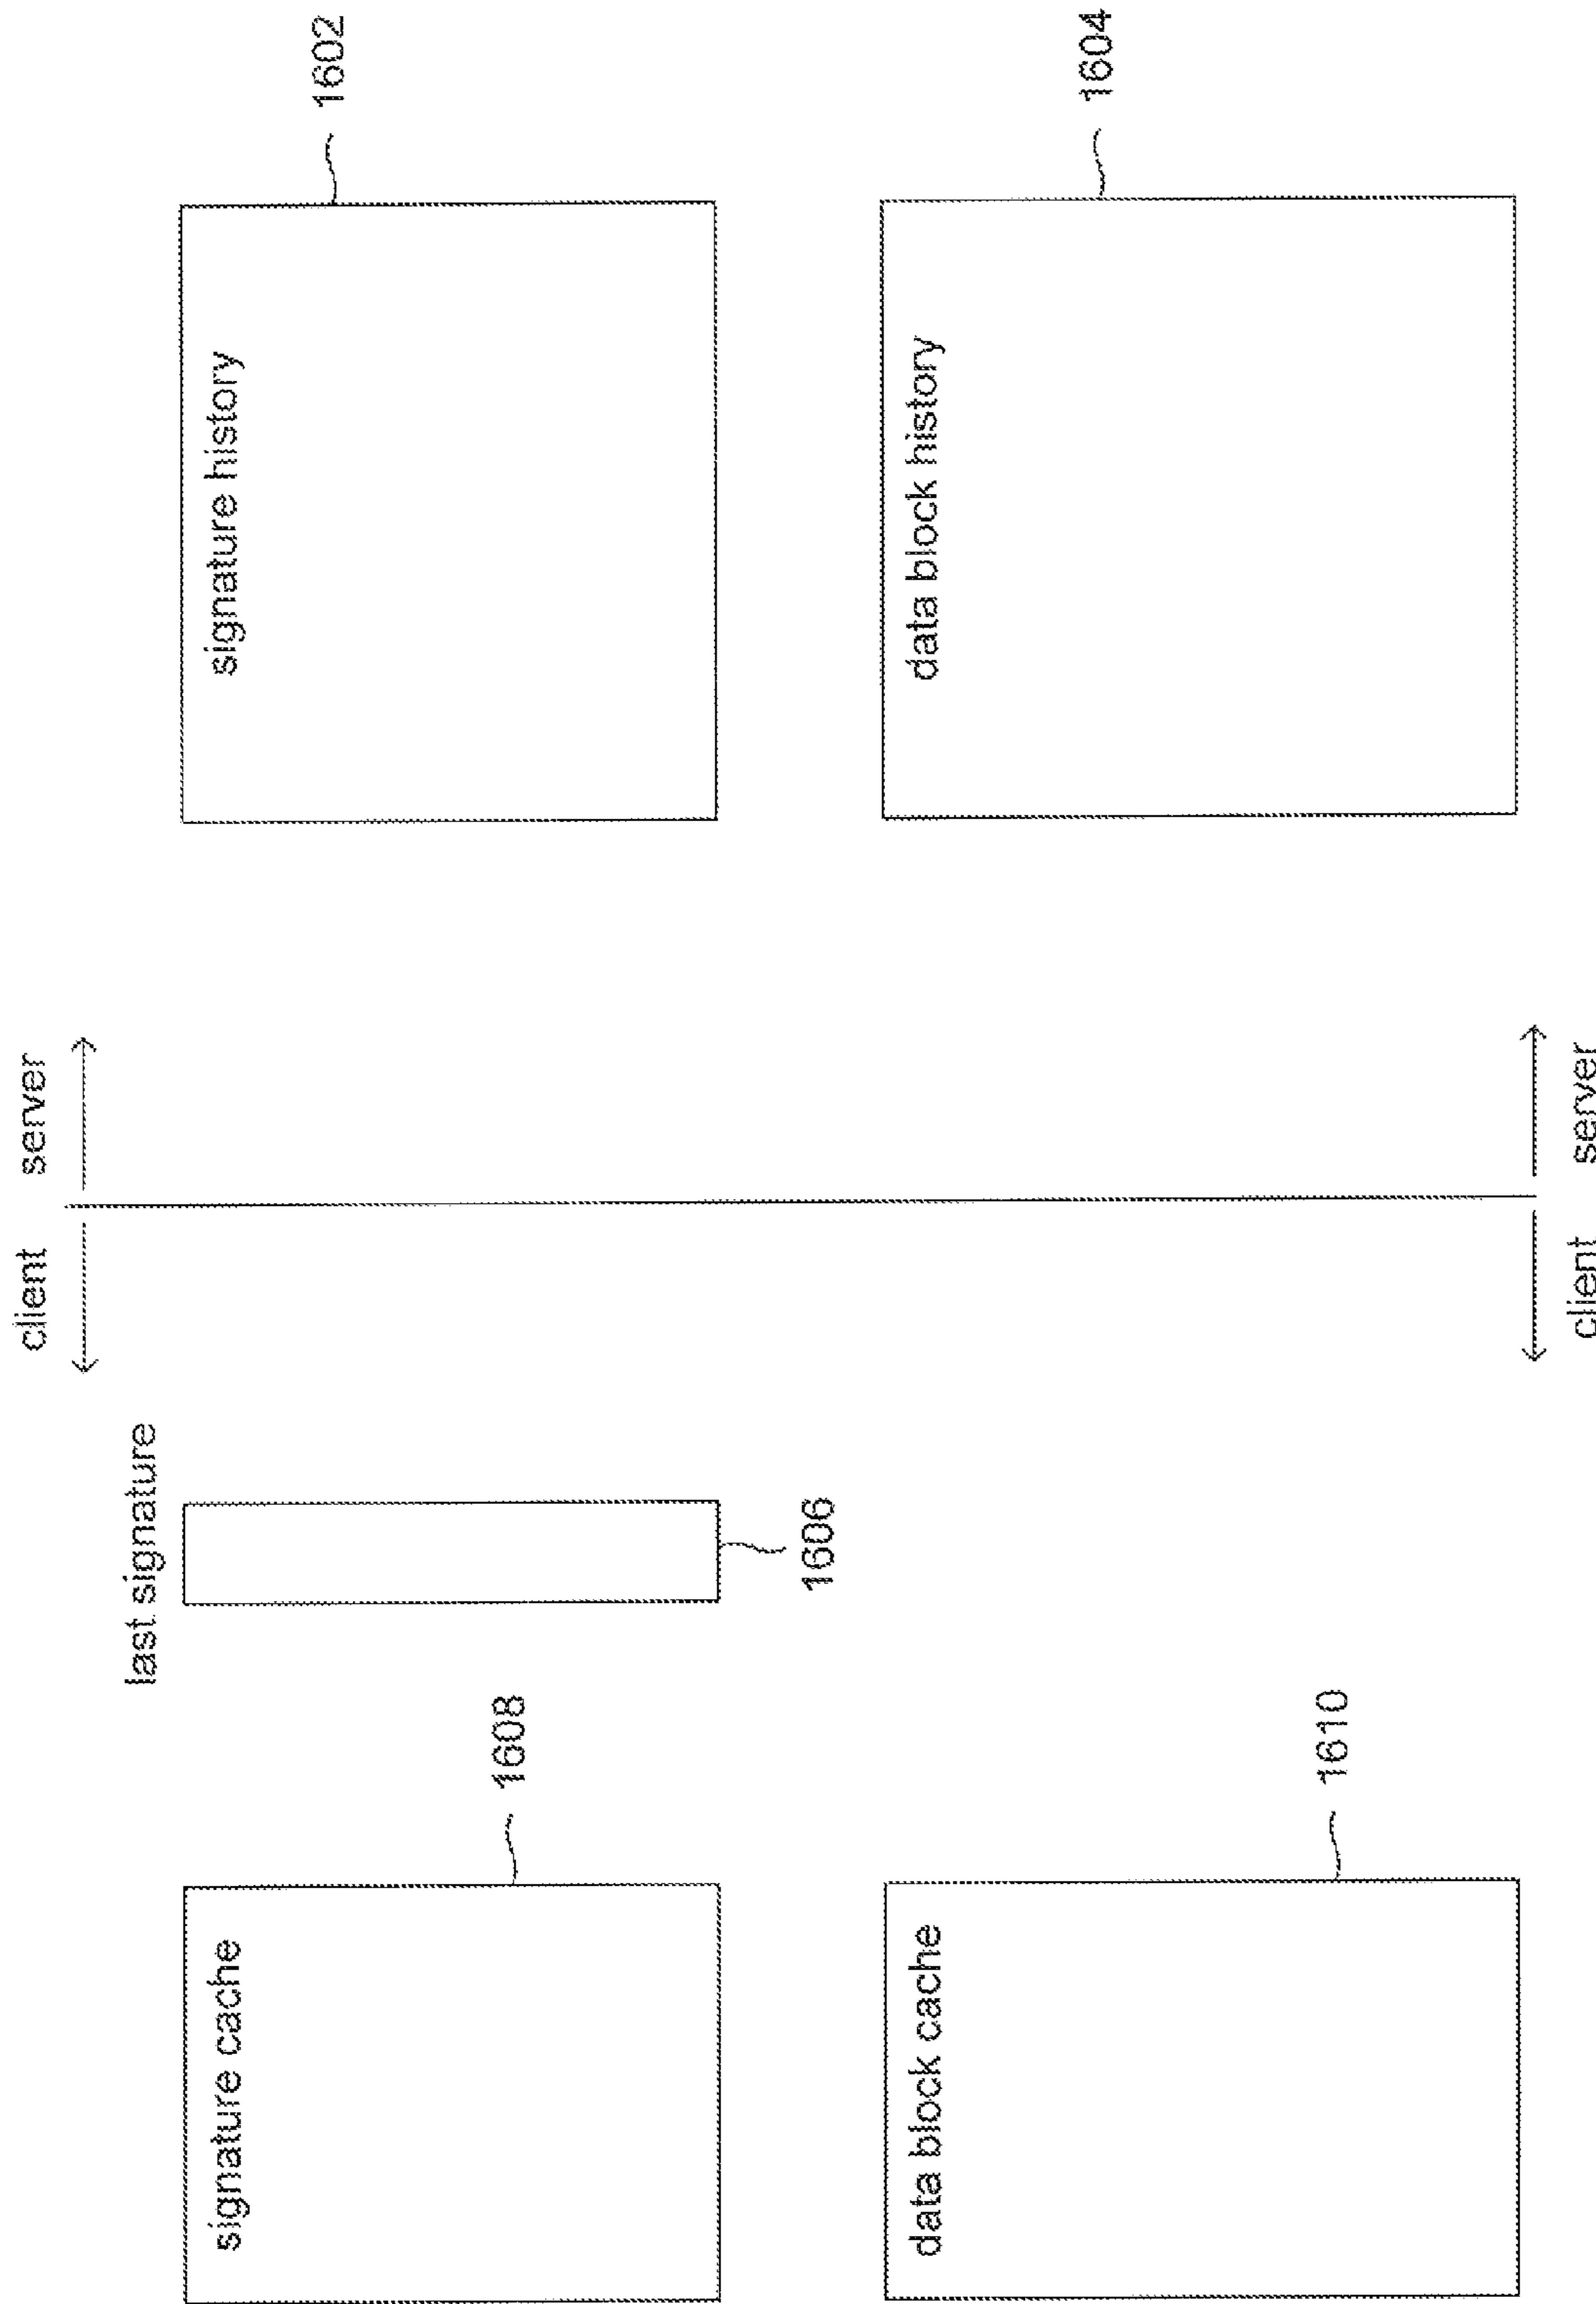 client server
last signature
signature cache
signature history
1602
1608
1606
data block cache
data block history
1604
1610
client server